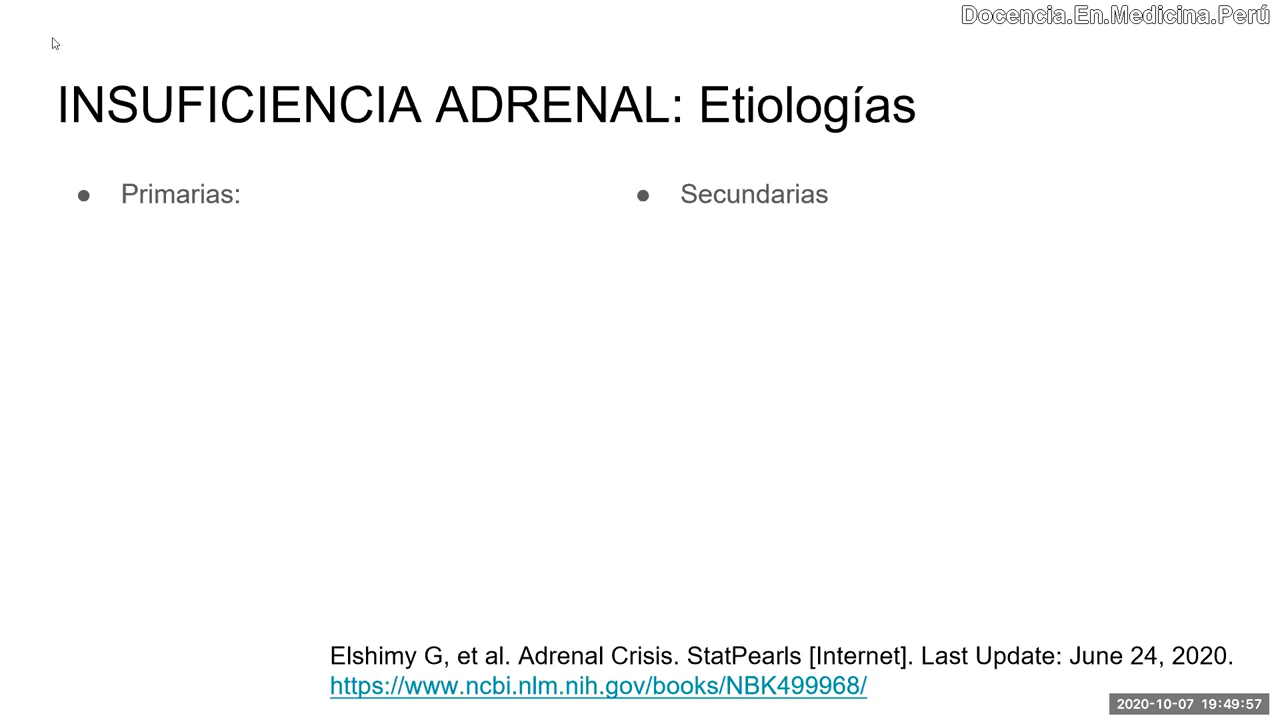 Docencia.En.Medicina.Perú
INSUFICIENCIA ADRENAL: Etiologías
● Primarias:
● Secundarias
Elshimy G, et al. Adrenal Crisis. StatPearls [Internet]. Last Update: June 24, 2020.
https://www.ncbi.nlm.nih.gov/books/NBK499968/
2020-10-07 19:49:57